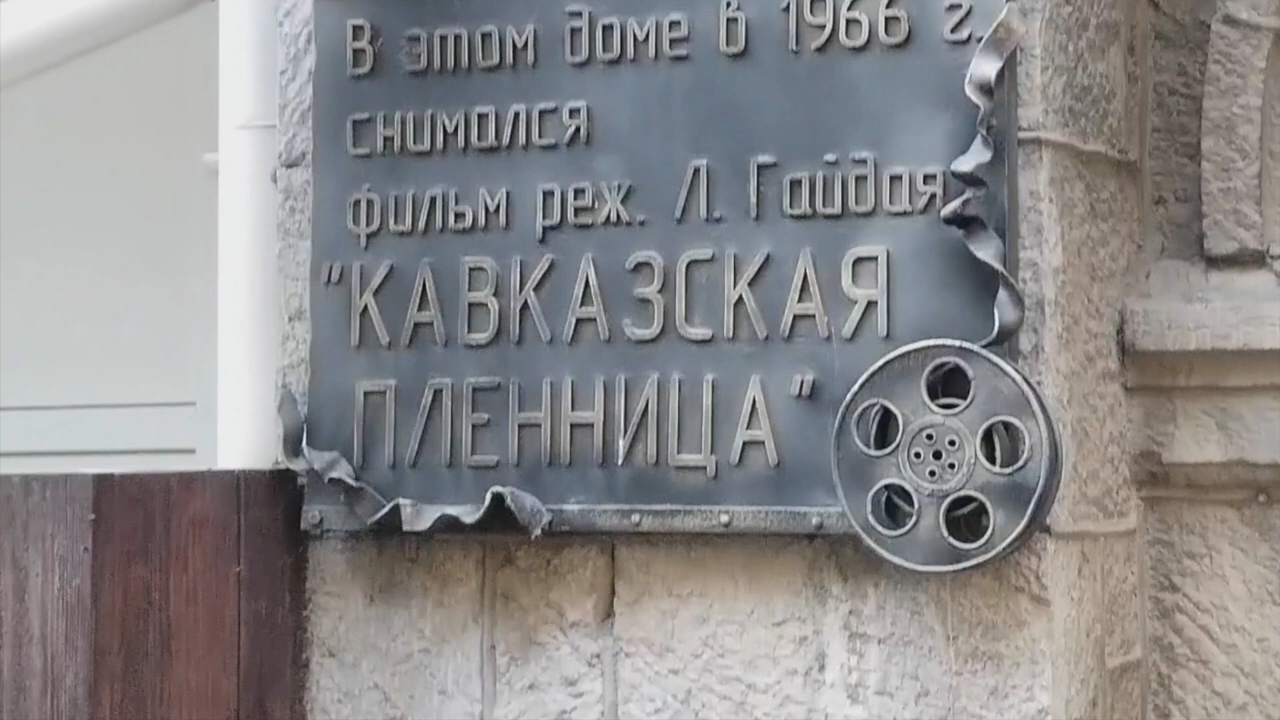 В этом доме в 1966 г.
снимался
фильм реж. Л. Гайдая
"КАВКАЗСКАЯ
ПЛЕННИЦА"